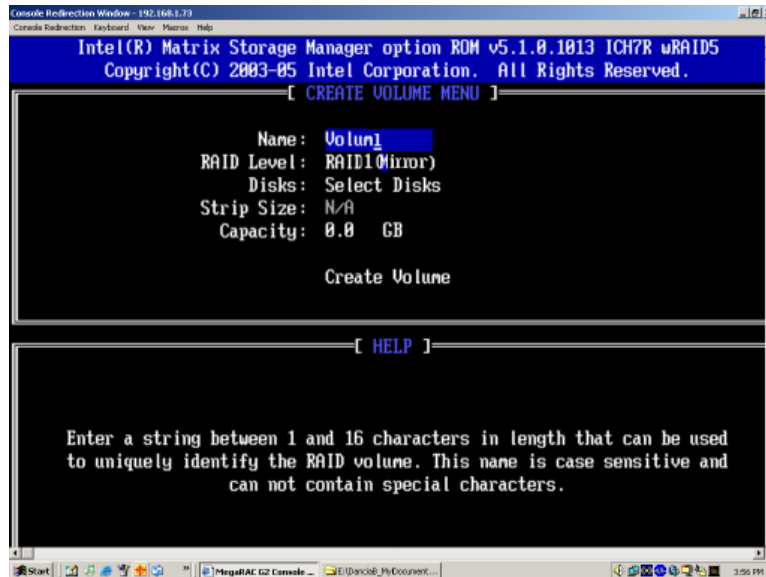 Console Redirection Window - 192.168.1.73
Console Redirection Keyboard View Macros Help
Intel(R) Matrix Storage Manager option ROM v5.1.0.1013 ICH7R wRAID5
Copyright(C) 2003-05 Intel Corporation. All Rights Reserved.
[ CREATE VOLUME MENU ]
Name: Volum1
RAID Level: RAID1(Mirror)
Disks: Select Disks
Strip Size: N/A
Capacity: 0.0 GB
Create Volume
[ HELP ]
Enter a string between 1 and 16 characters in length that can be used
to uniquely identify the RAID volume. This name is case sensitive and
can not contain special characters.
Start MegaRAC G2 Console ... 3:56 PM